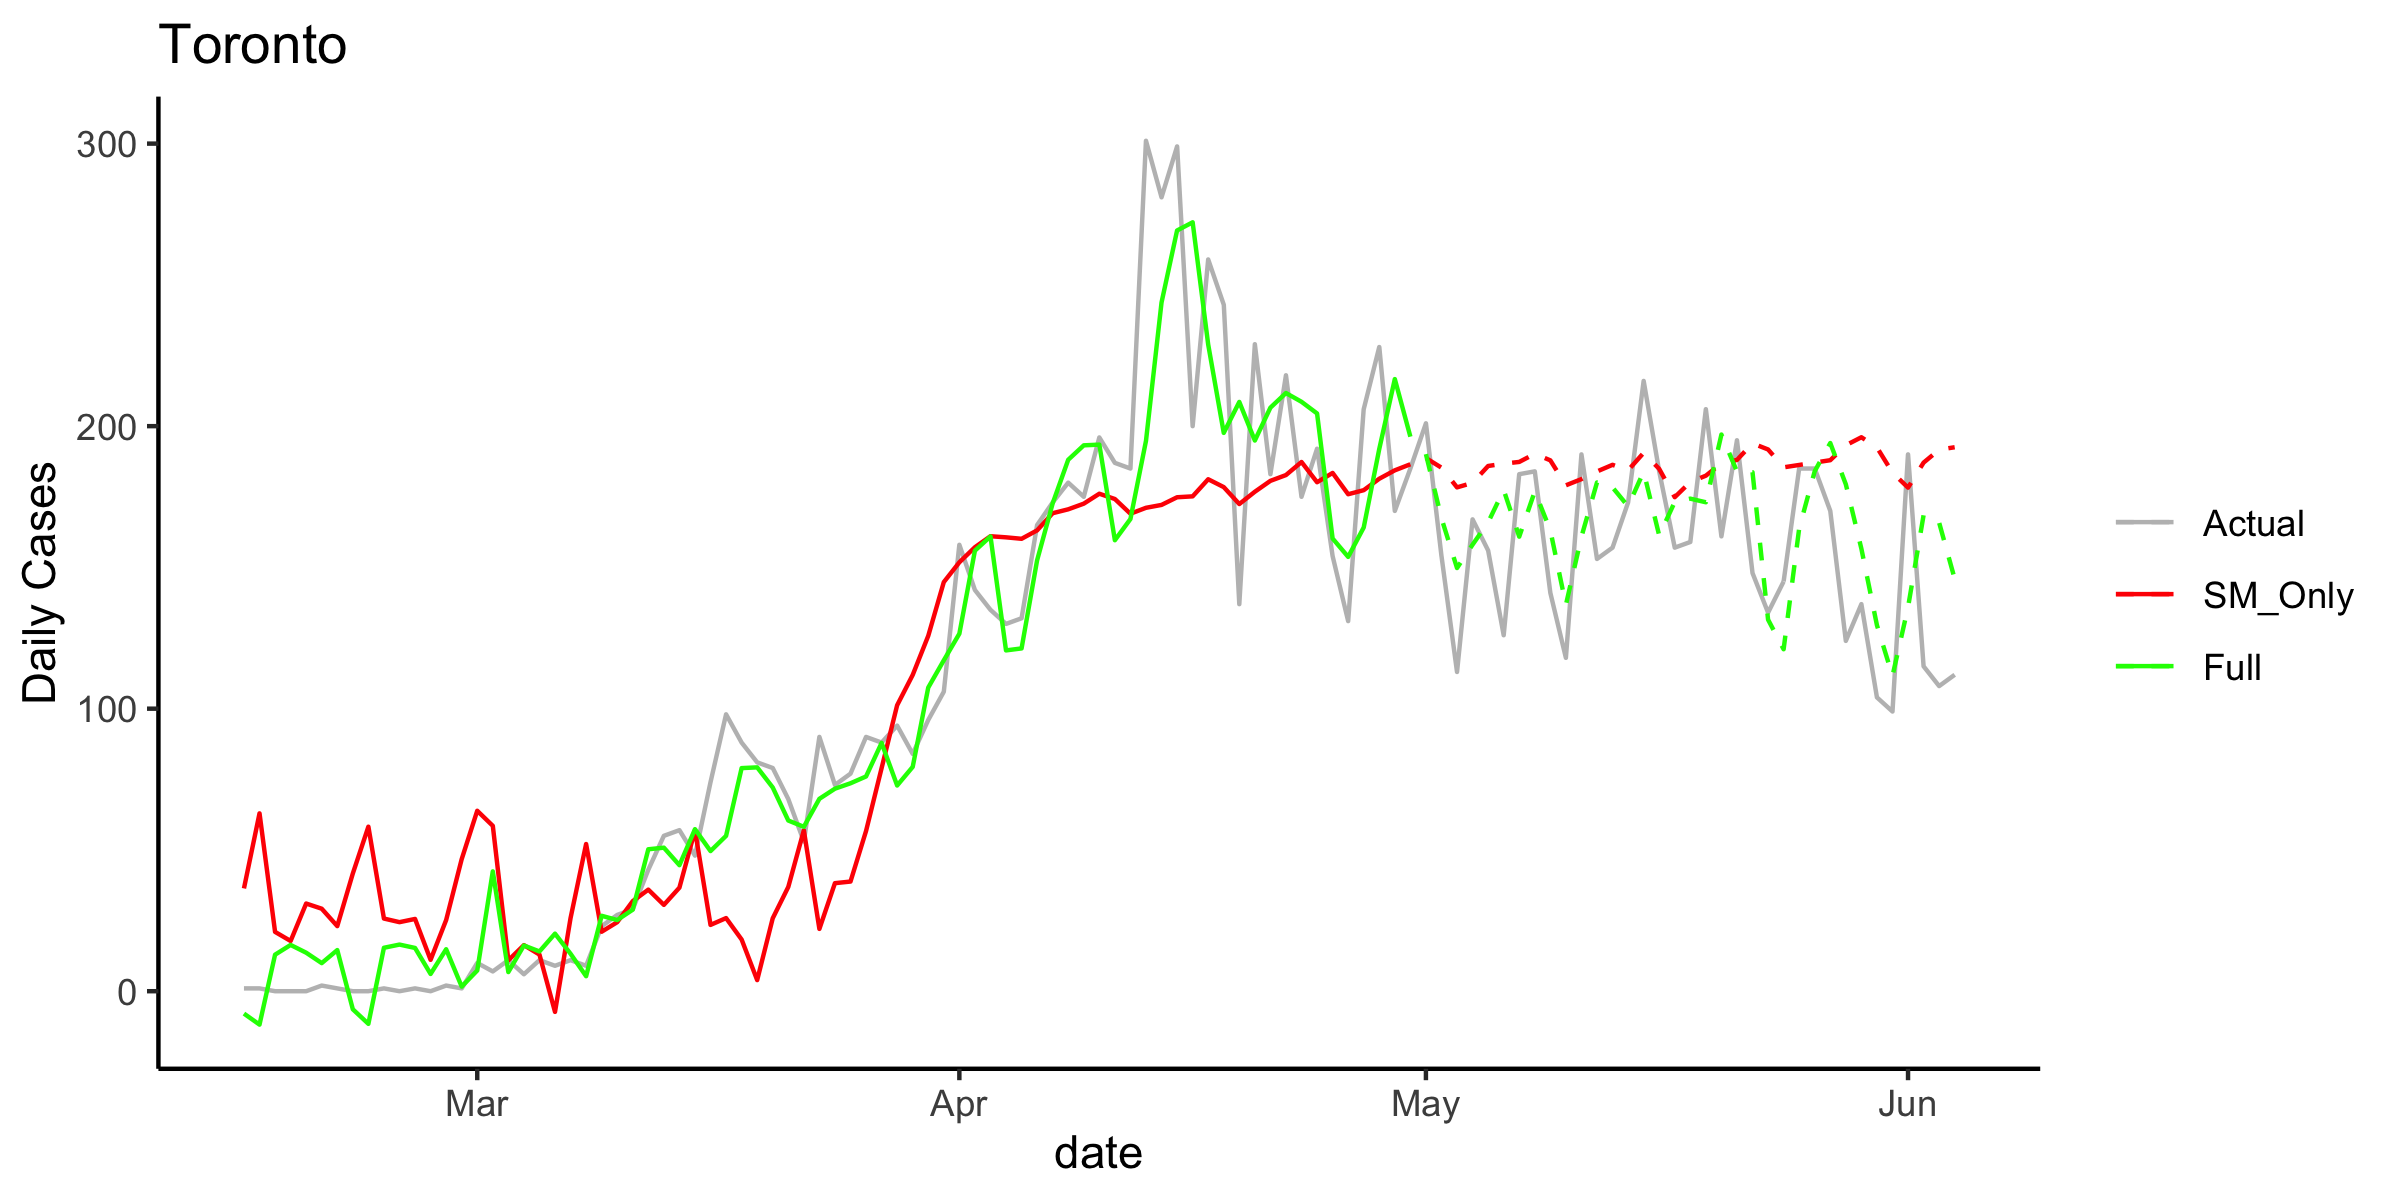 Toronto
Daily Cases
300
200
100
0
Mar
Apr
May
Jun
date
Actual
SM_Only
Full